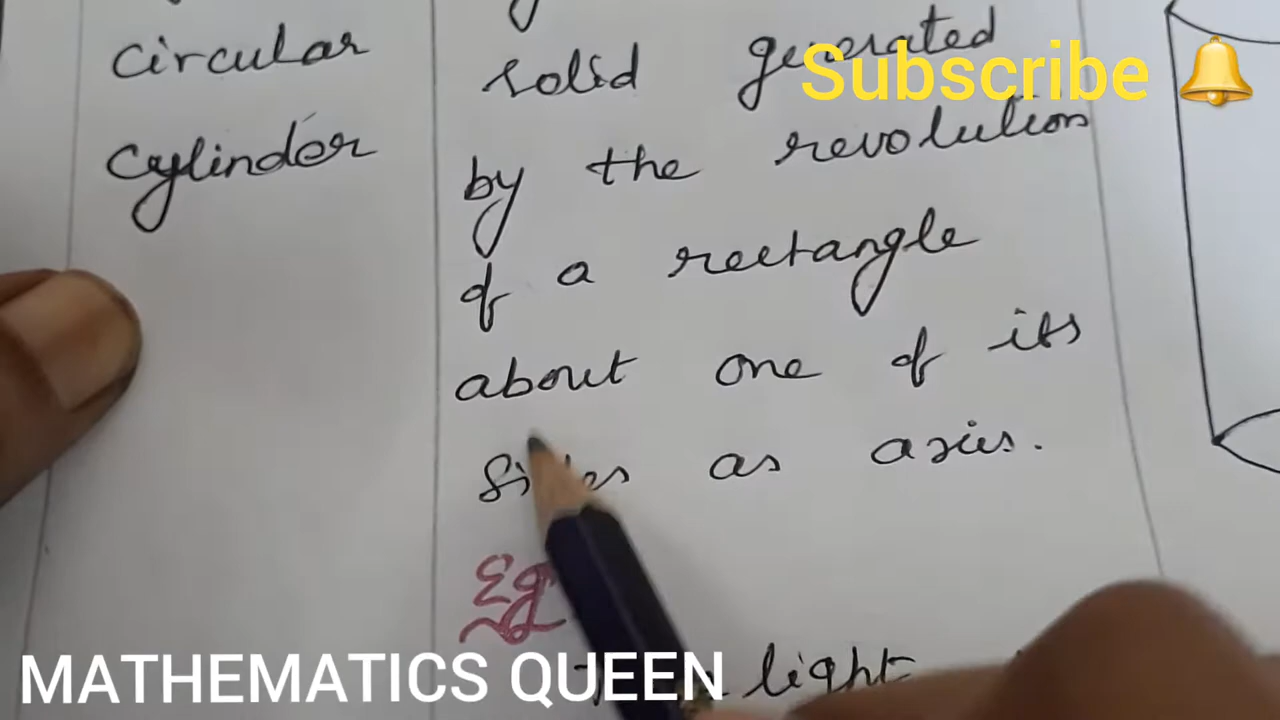 circular
cylinder
solid generated
by the revolution
of a rectangle
about one of its
sides as axis.
Eg
light
Subscribe
MATHEMATICS QUEEN